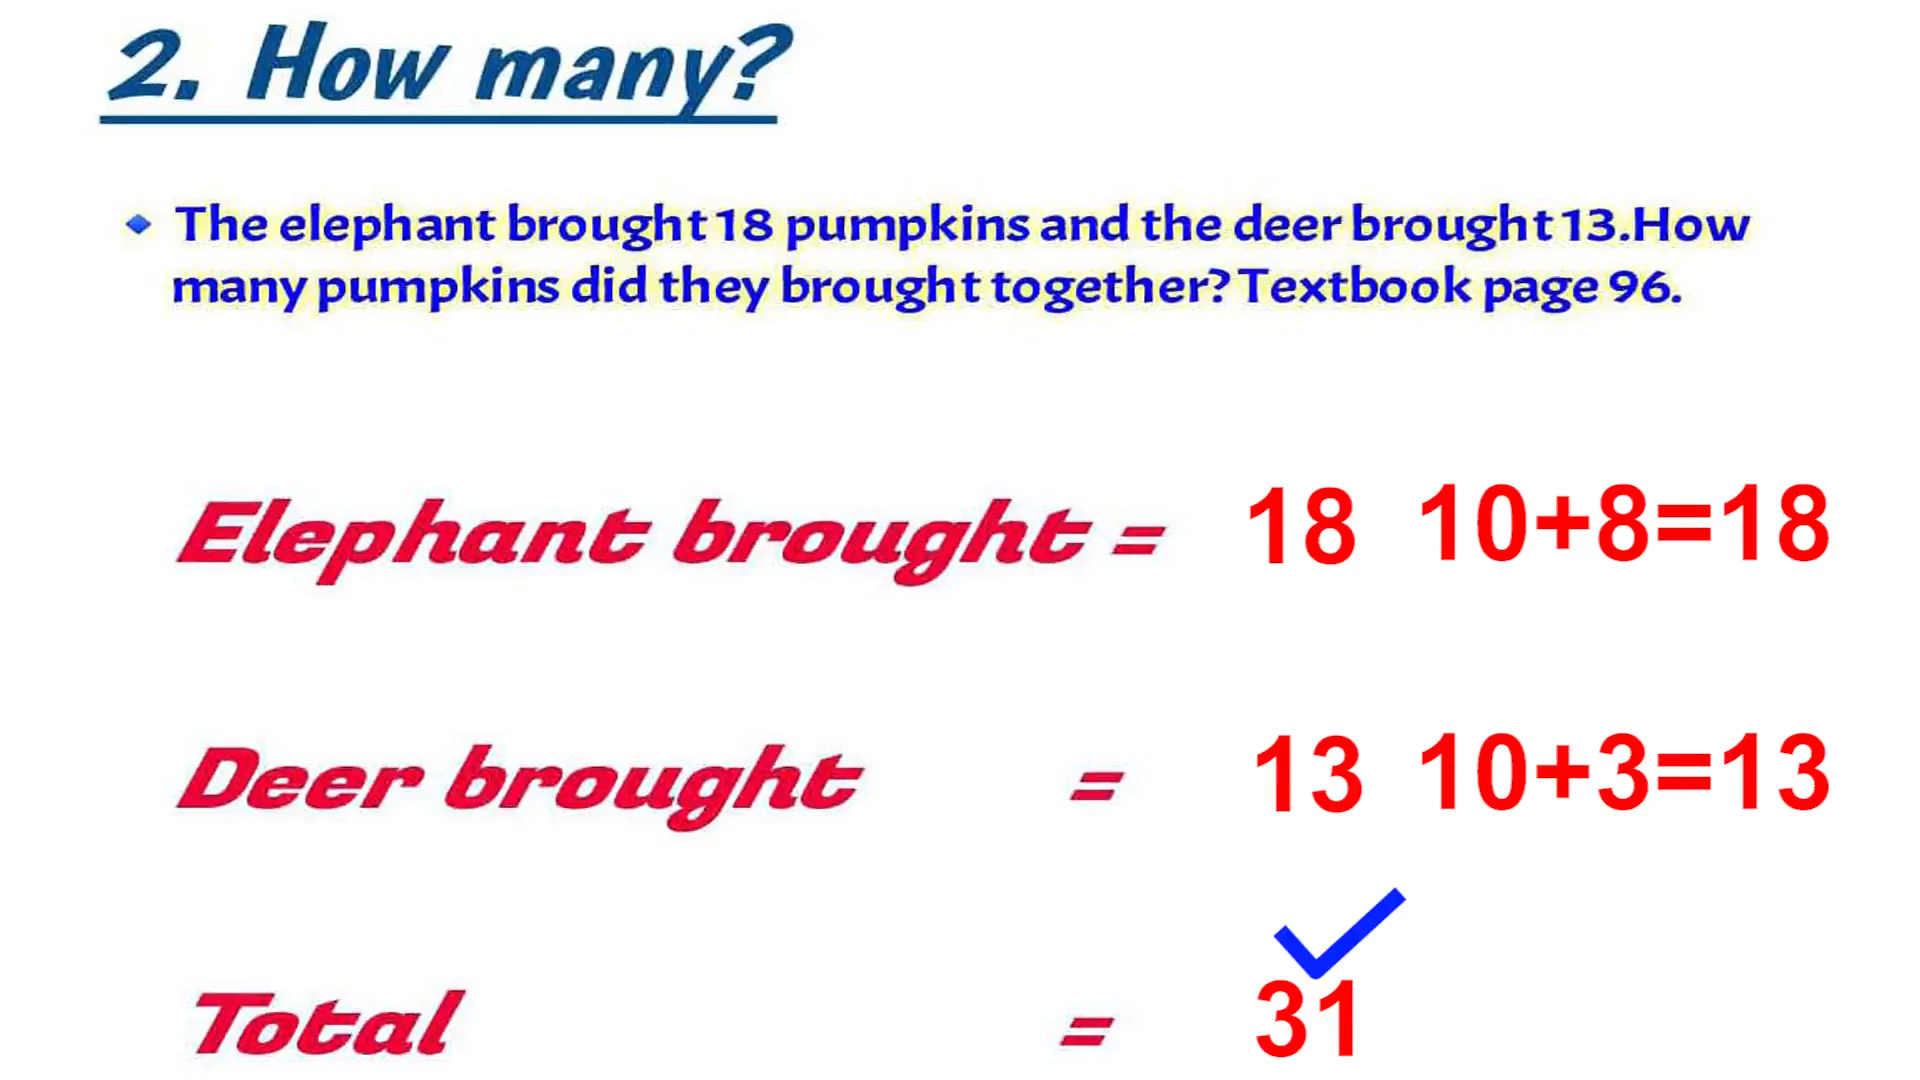 2. How many?
The elephant brought 18 pumpkins and the deer brought 13.How
many pumpkins did they brought together? Textbook page 96.
Elephant brought = 18 10+8=18
Deer brought = 13 10+3=13
Total = 31